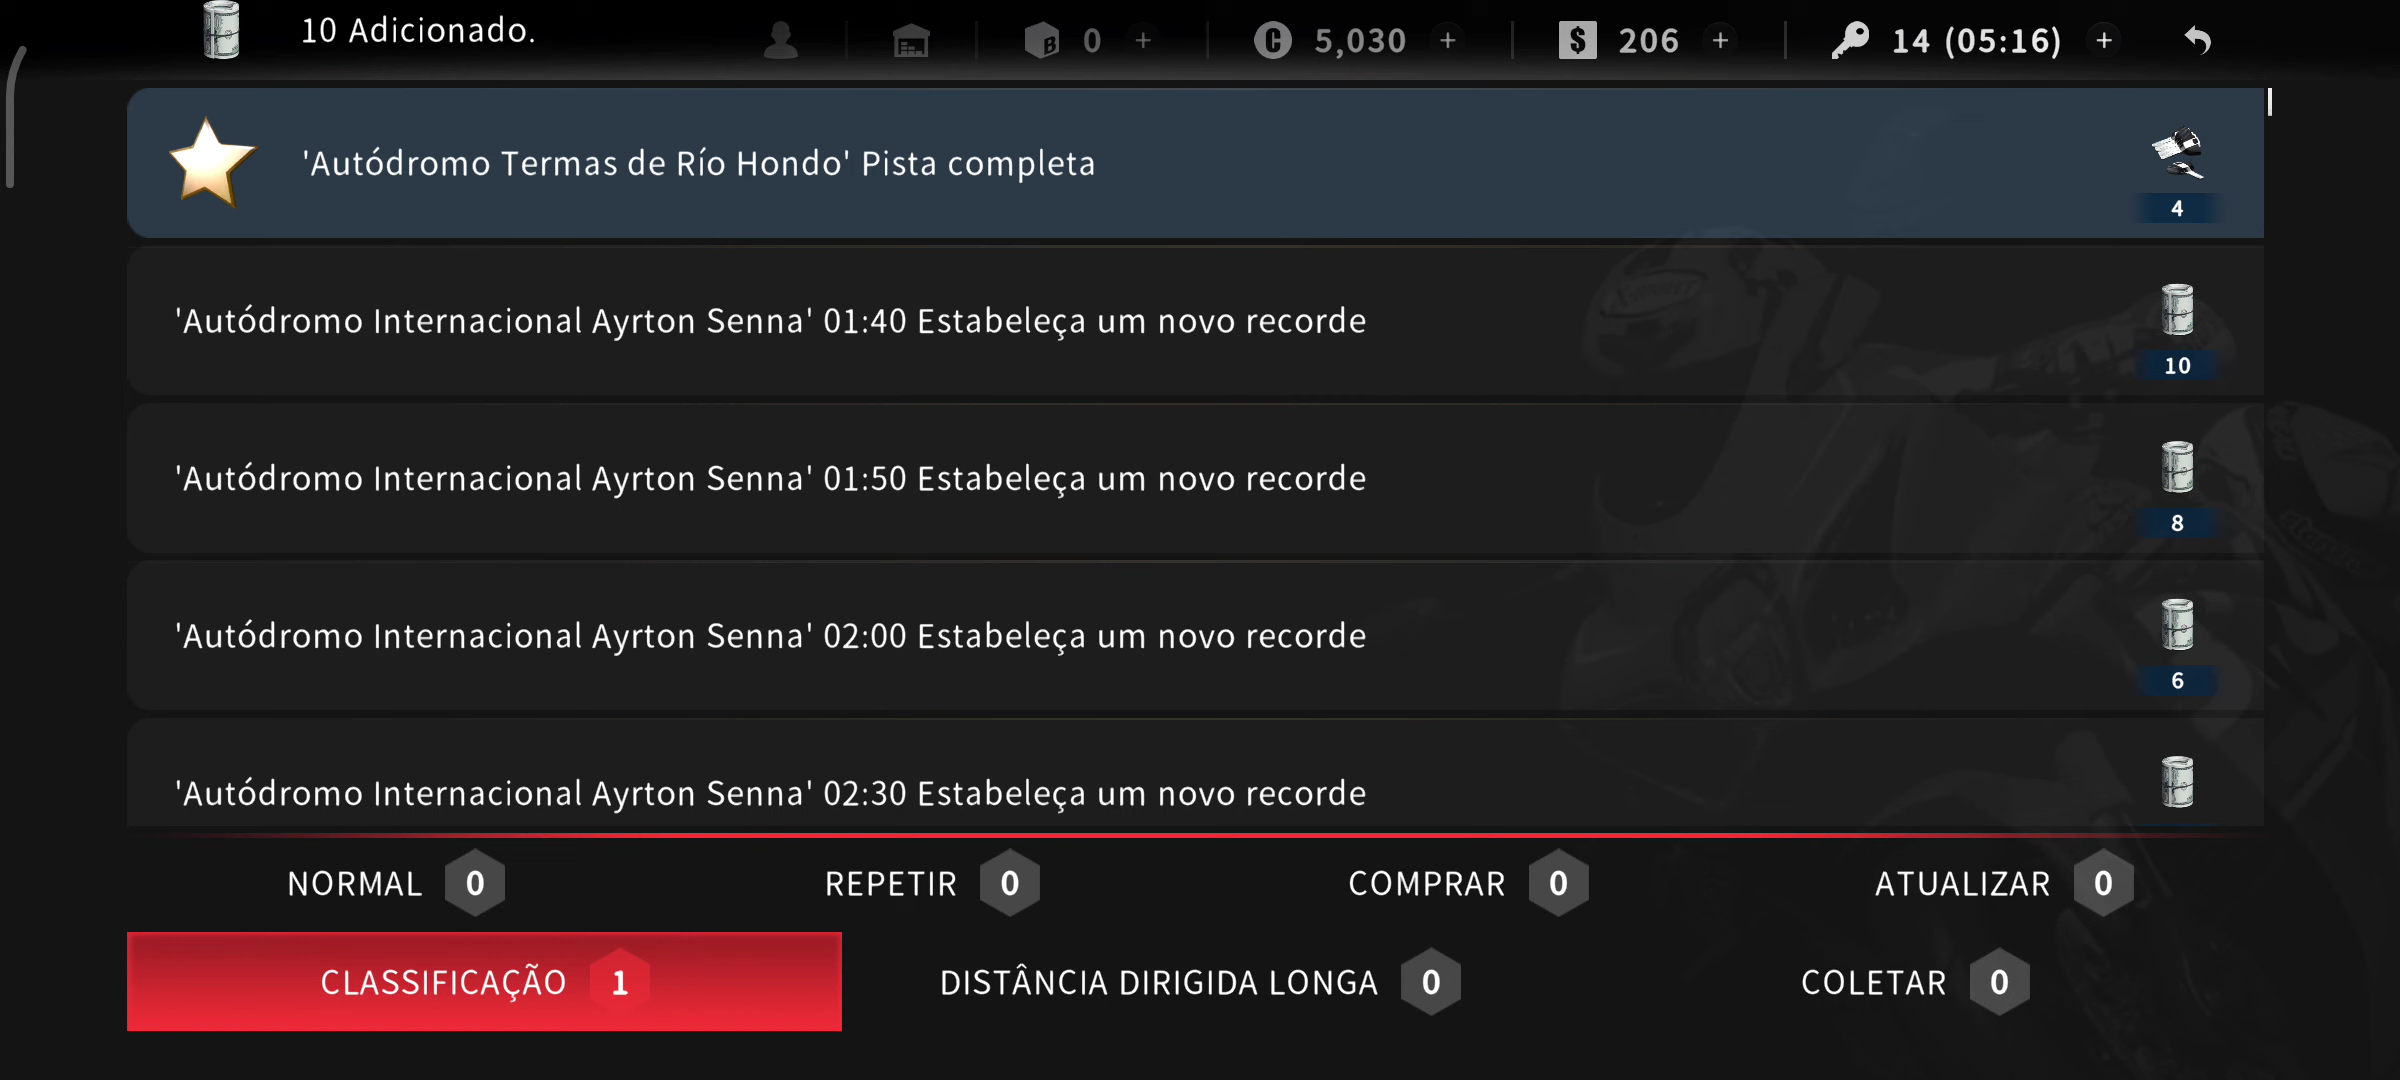 10 Adicionado.
0 +
5,030 +
$ 206 +
14 (05:16) +
'Autódromo Termas de Río Hondo' Pista completa
4
'Autódromo Internacional Ayrton Senna' 01:40 Estabeleça um novo recorde
10
'Autódromo Internacional Ayrton Senna' 01:50 Estabeleça um novo recorde
8
'Autódromo Internacional Ayrton Senna' 02:00 Estabeleça um novo recorde
6
'Autódromo Internacional Ayrton Senna' 02:30 Estabeleça um novo recorde
NORMAL 0
REPETIR 0
COMPRAR 0
ATUALIZAR 0
CLASSIFICAÇÃO 1
DISTÂNCIA DIRIGIDA LONGA 0
COLETAR 0